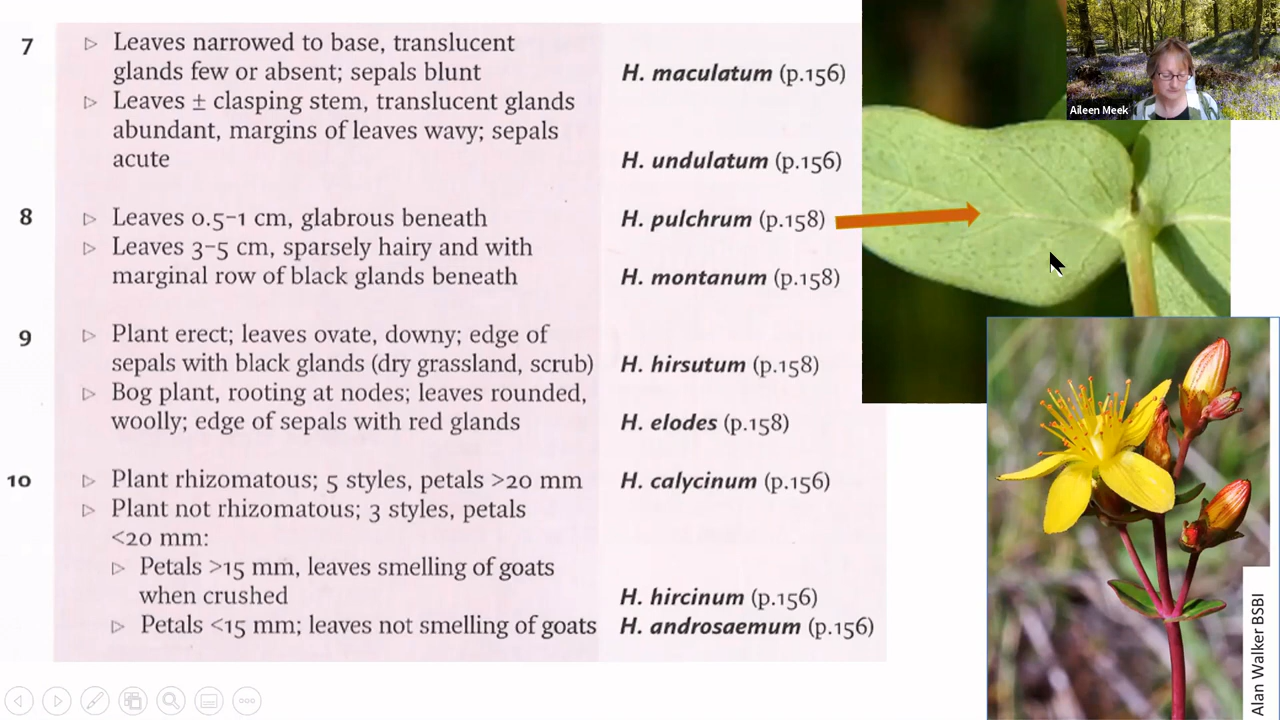 7
▷ Leaves narrowed to base, translucent
glands few or absent; sepals blunt
H. maculatum (p.156)
▷ Leaves ± clasping stem, translucent glands
abundant, margins of leaves wavy; sepals
acute
H. undulatum (p.156)
8
▷ Leaves 0.5–1 cm, glabrous beneath
H. pulchrum (p.158)
▷ Leaves 3–5 cm, sparsely hairy and with
marginal row of black glands beneath
H. montanum (p.158)
9
▷ Plant erect; leaves ovate, downy; edge of
sepals with black glands (dry grassland, scrub)
H. hirsutum (p.158)
▷ Bog plant, rooting at nodes; leaves rounded,
woolly; edge of sepals with red glands
H. elodes (p.158)
10
▷ Plant rhizomatous; 5 styles, petals >20 mm
H. calycinum (p.156)
▷ Plant not rhizomatous; 3 styles, petals
<20 mm:
▷ Petals >15 mm, leaves smelling of goats
when crushed
H. hircinum (p.156)
▷ Petals <15 mm; leaves not smelling of goats
H. androsaemum (p.156)
Aileen Meek
Alan Walker BSBI